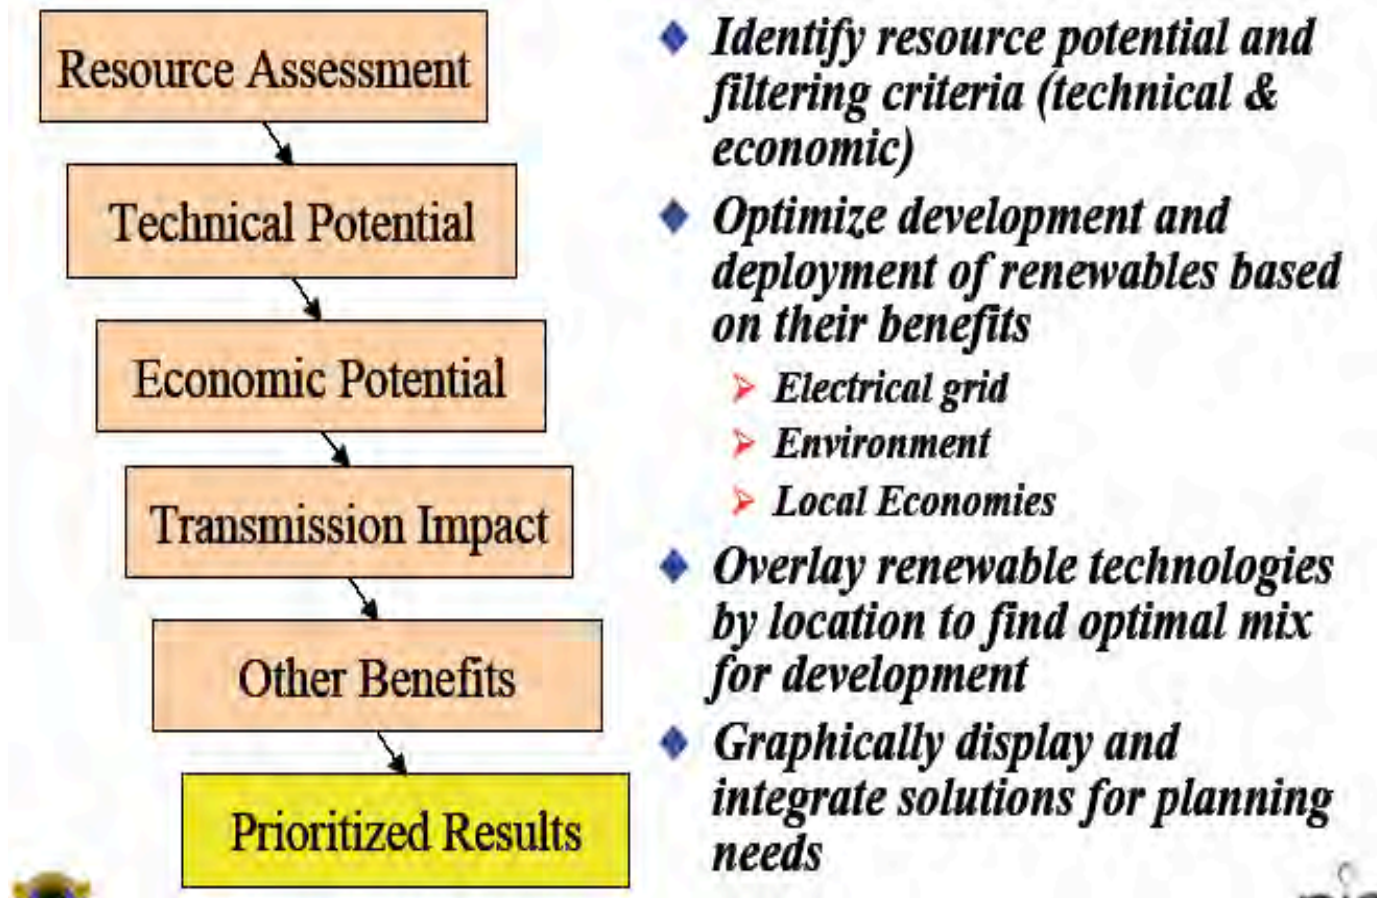 Resource Assessment
Technical Potential
Economic Potential
Transmission Impact
Other Benefits
Prioritized Results
Identify resource potential and
filtering criteria (technical &
economic)
Optimize development and
deployment of renewables based
on their benefits
Electrical grid
Environment
Local Economies
Overlay renewable technologies
by location to find optimal mix
for development
Graphically display and
integrate solutions for planning
needs